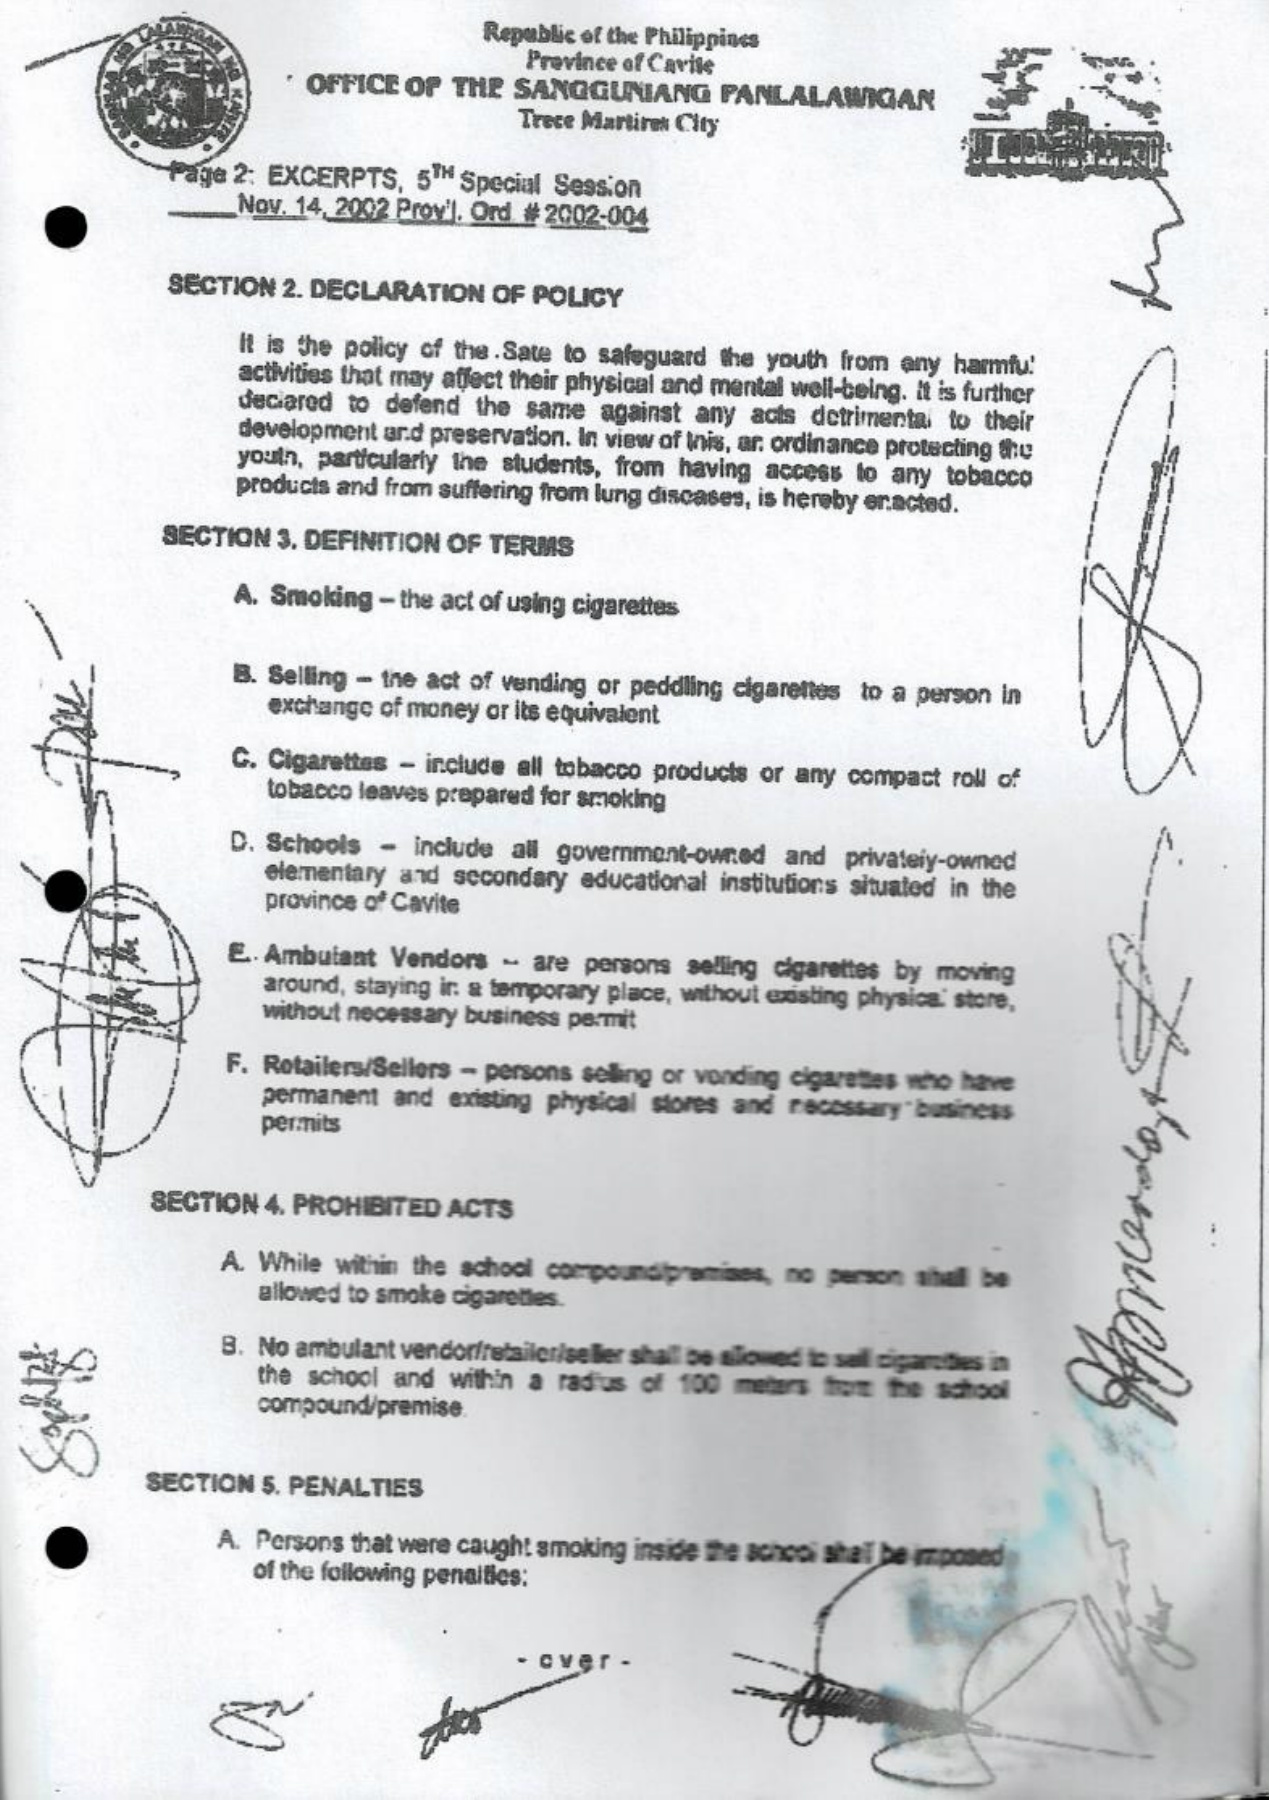 Republic of the Philippines
Province of Cavite
OFFICE OF THE SANGGUNIANG PANLALAWIGAN
Trece Martires City
Page 2: EXCERPTS, 5TH Special Session
Nov. 14, 2002 Prov'l. Ord # 2002-004
SECTION 2. DECLARATION OF POLICY
It is the policy of the Sate to safeguard the youth from any harmful
activities that may affect their physical and mental well-being. It is further
declared to defend the same against any acts detrimental to their
development and preservation. In view of this, an ordinance protecting the
youth, particularly the students, from having access to any tobacco
products and from suffering from lung diseases, is hereby enacted.
SECTION 3. DEFINITION OF TERMS
A. Smoking – the act of using cigarettes
B. Selling – the act of vending or peddling cigarettes to a person in
exchange of money or its equivalent
C. Cigarettes – include all tobacco products or any compact roll of
tobacco leaves prepared for smoking
D. Schools – include all government-owned and privately-owned
elementary and secondary educational institutions situated in the
province of Cavite
E. Ambulant Vendors – are persons selling cigarettes by moving
around, staying in a temporary place, without existing physical store,
without necessary business permit
F. Retailers/Sellers – persons selling or vending cigarettes who have
permanent and existing physical stores and necessary business
permits
SECTION 4. PROHIBITED ACTS
A. While within the school compound/premises, no person shall be
allowed to smoke cigarettes.
B. No ambulant vendor/retailer/seller shall be allowed to sell cigarettes in
the school and within a radius of 100 meters from the school
compound/premise.
SECTION 5. PENALTIES
A. Persons that were caught smoking inside the school shall be imposed
of the following penalties:
- over -